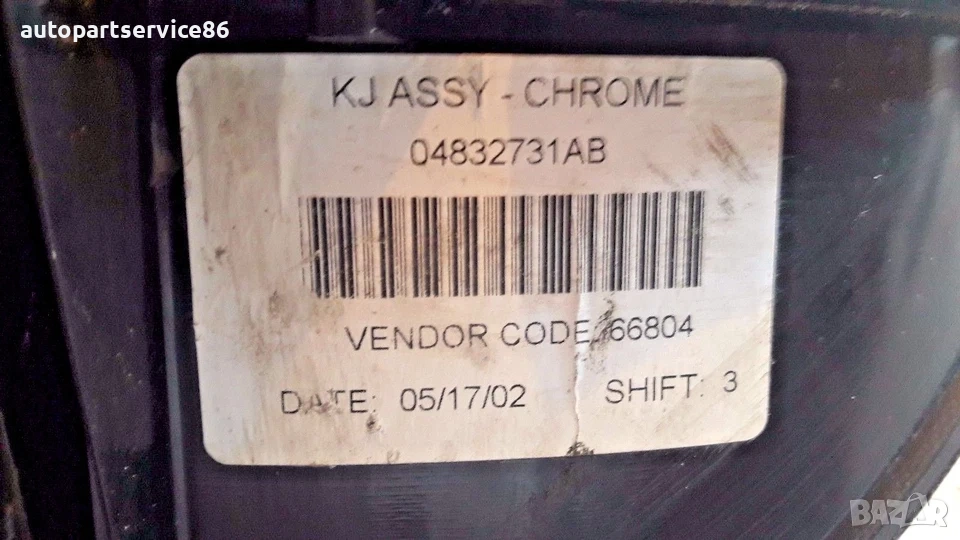 autopartservice86
KJ ASSY - CHROME
04832731AB
VENDOR CODE 66804
DATE: 05/17/02 SHIFT: 3
BAZAR